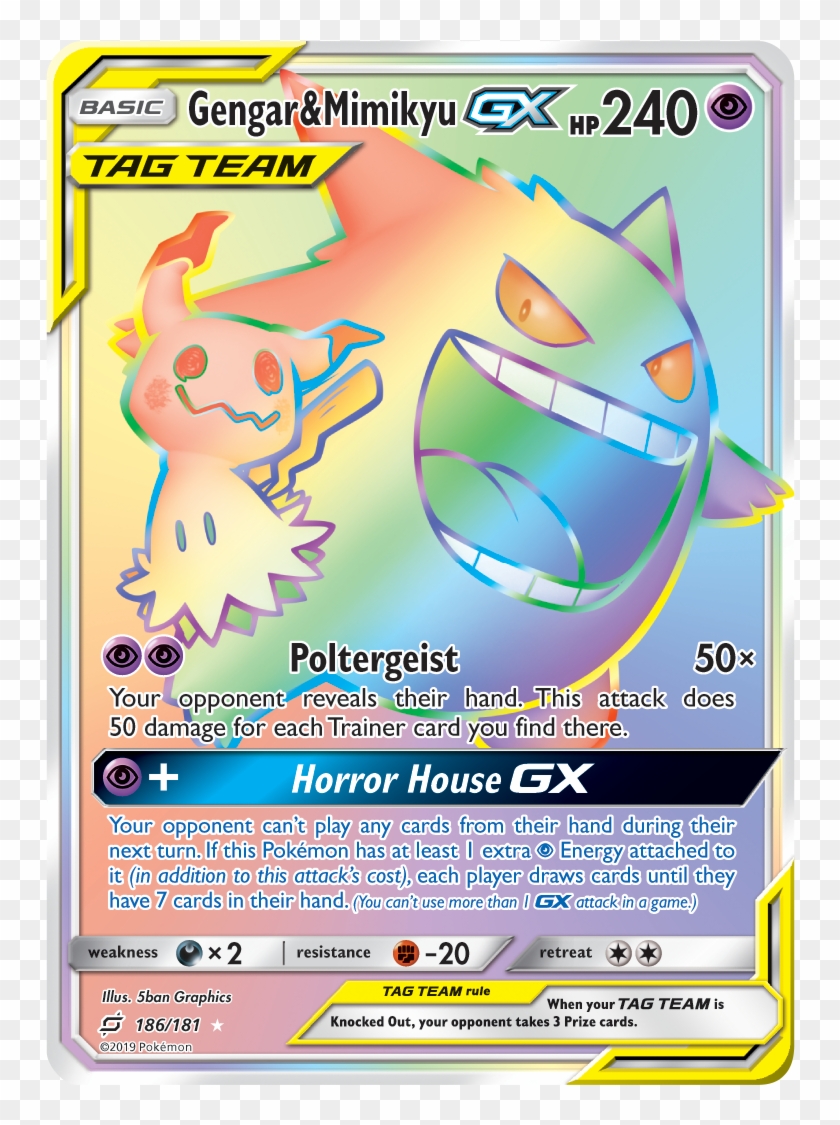 BASIC Gengar&Mimikyu GX HP240
TAG TEAM
Poltergeist 50×
Your opponent reveals their hand. This attack does
50 damage for each Trainer card you find there.
+ Horror House GX
Your opponent can't play any cards from their hand during their
next turn. If this Pokémon has at least 1 extra Energy attached to
it (in addition to this attack's cost), each player draws cards until they
have 7 cards in their hand. (You can't use more than 1 GX attack in a game.)
weakness ×2 resistance -20 retreat
Illus. 5ban Graphics
186/181
©2019 Pokémon
TAG TEAM rule
When your TAG TEAM is
Knocked Out, your opponent takes 3 Prize cards.